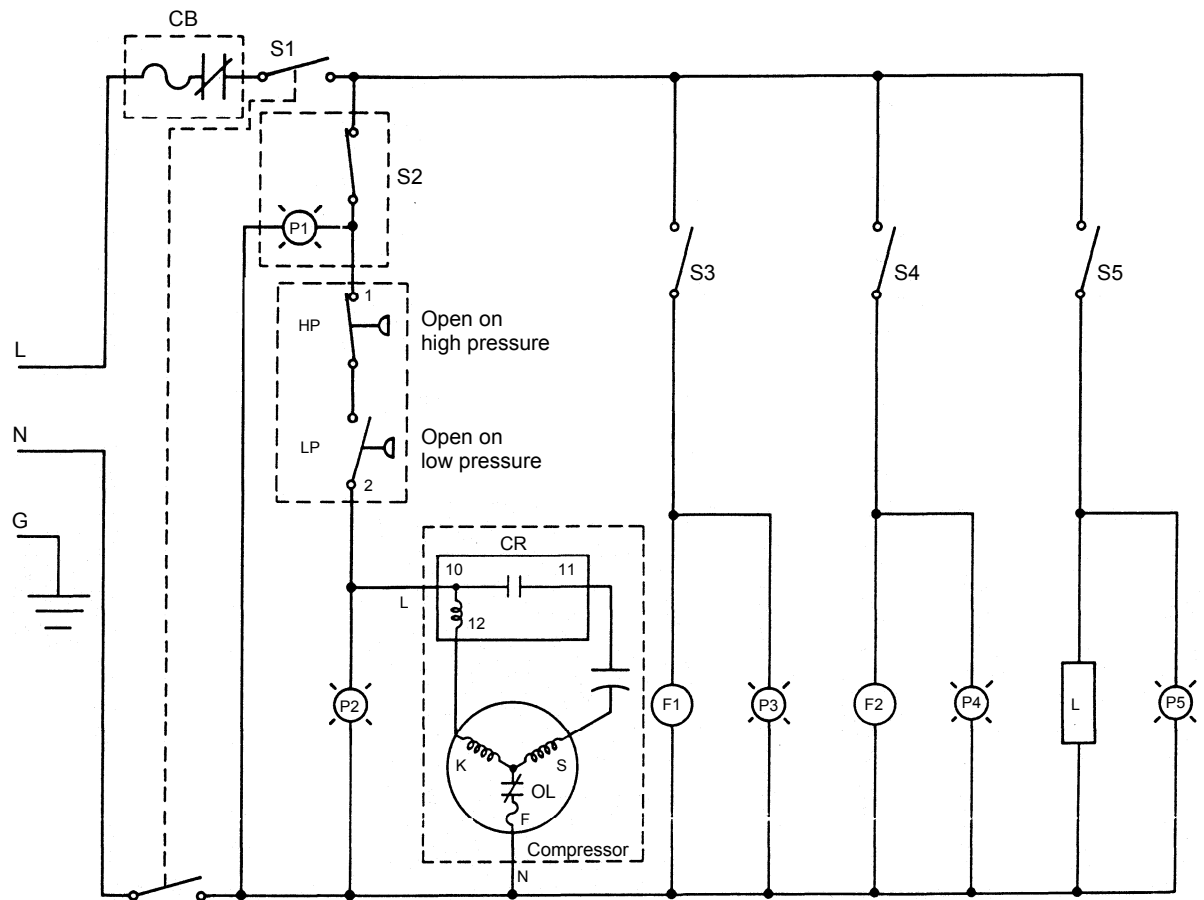 CB
S1
S2
P1
1
HP
Open on
high pressure
S3
S4
S5
L
N
LP
Open on
low pressure
2
G
CR
10
11
L
12
P2
F1
P3
F2
P4
L
P5
K
S
OL
F
Compressor
N